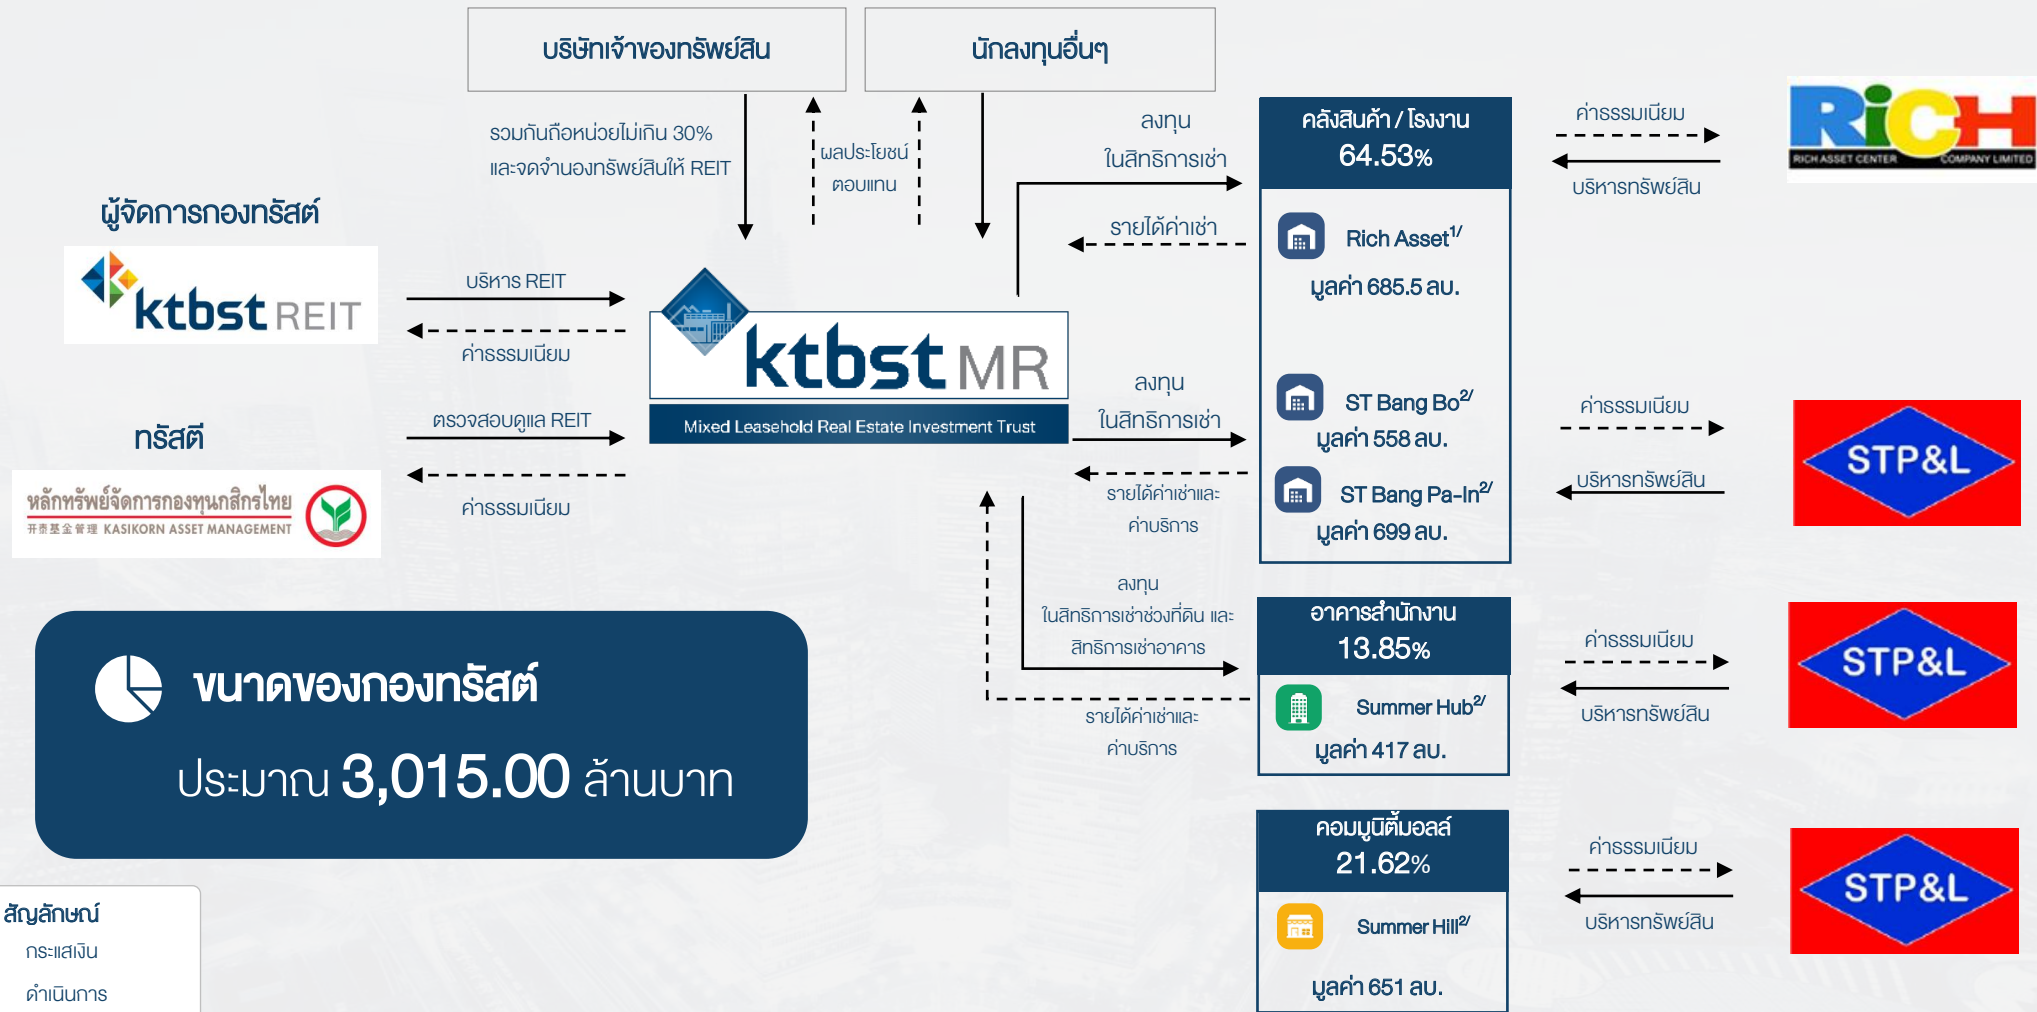 บริษัทเจ้าของทรัพย์สิน
นักลงทุนอื่นๆ
รวมกันถือหน่วยไม่เกิน 30%
และจดจำนองทรัพย์สินให้ REIT
ผลประโยชน์
ตอบแทน
ผู้จัดการกองทรัสต์
ktbst REIT
บริหาร REIT
ค่าธรรมเนียม
ทรัสตี
หลักทรัพย์จัดการกองทุนกสิกรไทย
开泰基金管理 KASIKORN ASSET MANAGEMENT
ตรวจสอบดูแล REIT
ค่าธรรมเนียม
ktbst MR
Mixed Leasehold Real Estate Investment Trust
ลงทุน
ในสิทธิการเช่า
รายได้ค่าเช่า
ลงทุน
ในสิทธิการเช่า
รายได้ค่าเช่าและ
ค่าบริการ
ลงทุน
ในสิทธิการเช่าช่วงที่ดิน และ
สิทธิการเช่าอาคาร
รายได้ค่าเช่าและ
ค่าบริการ
คลังสินค้า / โรงงาน
64.53%
Rich Asset1/
มูลค่า 685.5 ลบ.
ST Bang Bo2/
มูลค่า 558 ลบ.
ST Bang Pa-In2/
มูลค่า 699 ลบ.
อาคารสำนักงาน
13.85%
Summer Hub2/
มูลค่า 417 ลบ.
คอมมูนิตี้มอลล์
21.62%
Summer Hill2/
มูลค่า 651 ลบ.
ค่าธรรมเนียม
บริหารทรัพย์สิน
RiCH
RICH ASSET CENTER COMPANY LIMITED
ค่าธรรมเนียม
บริหารทรัพย์สิน
STP&L
ค่าธรรมเนียม
บริหารทรัพย์สิน
STP&L
ค่าธรรมเนียม
บริหารทรัพย์สิน
STP&L
ขนาดของกองทรัสต์
ประมาณ 3,015.00 ล้านบาท
สัญลักษณ์
กระแสเงิน
ดำเนินการ